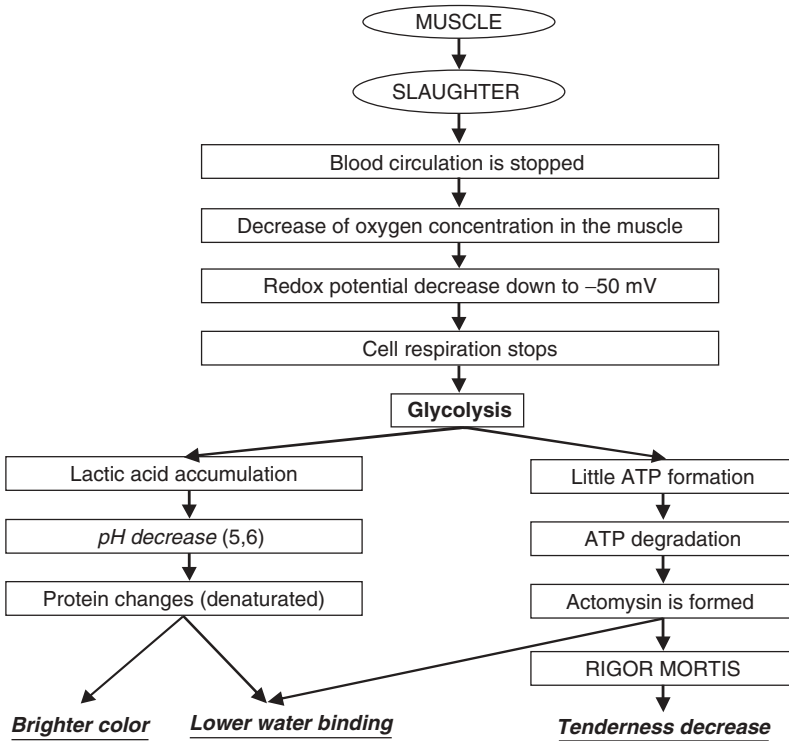 MUSCLE
SLAUGHTER
Blood circulation is stopped
Decrease of oxygen concentration in the muscle
Redox potential decrease down to −50 mV
Cell respiration stops
Glycolysis
Lactic acid accumulation
Little ATP formation
pH decrease (5,6)
ATP degradation
Protein changes (denaturated)
Actomysin is formed
RIGOR MORTIS
Brighter color
Lower water binding
Tenderness decrease